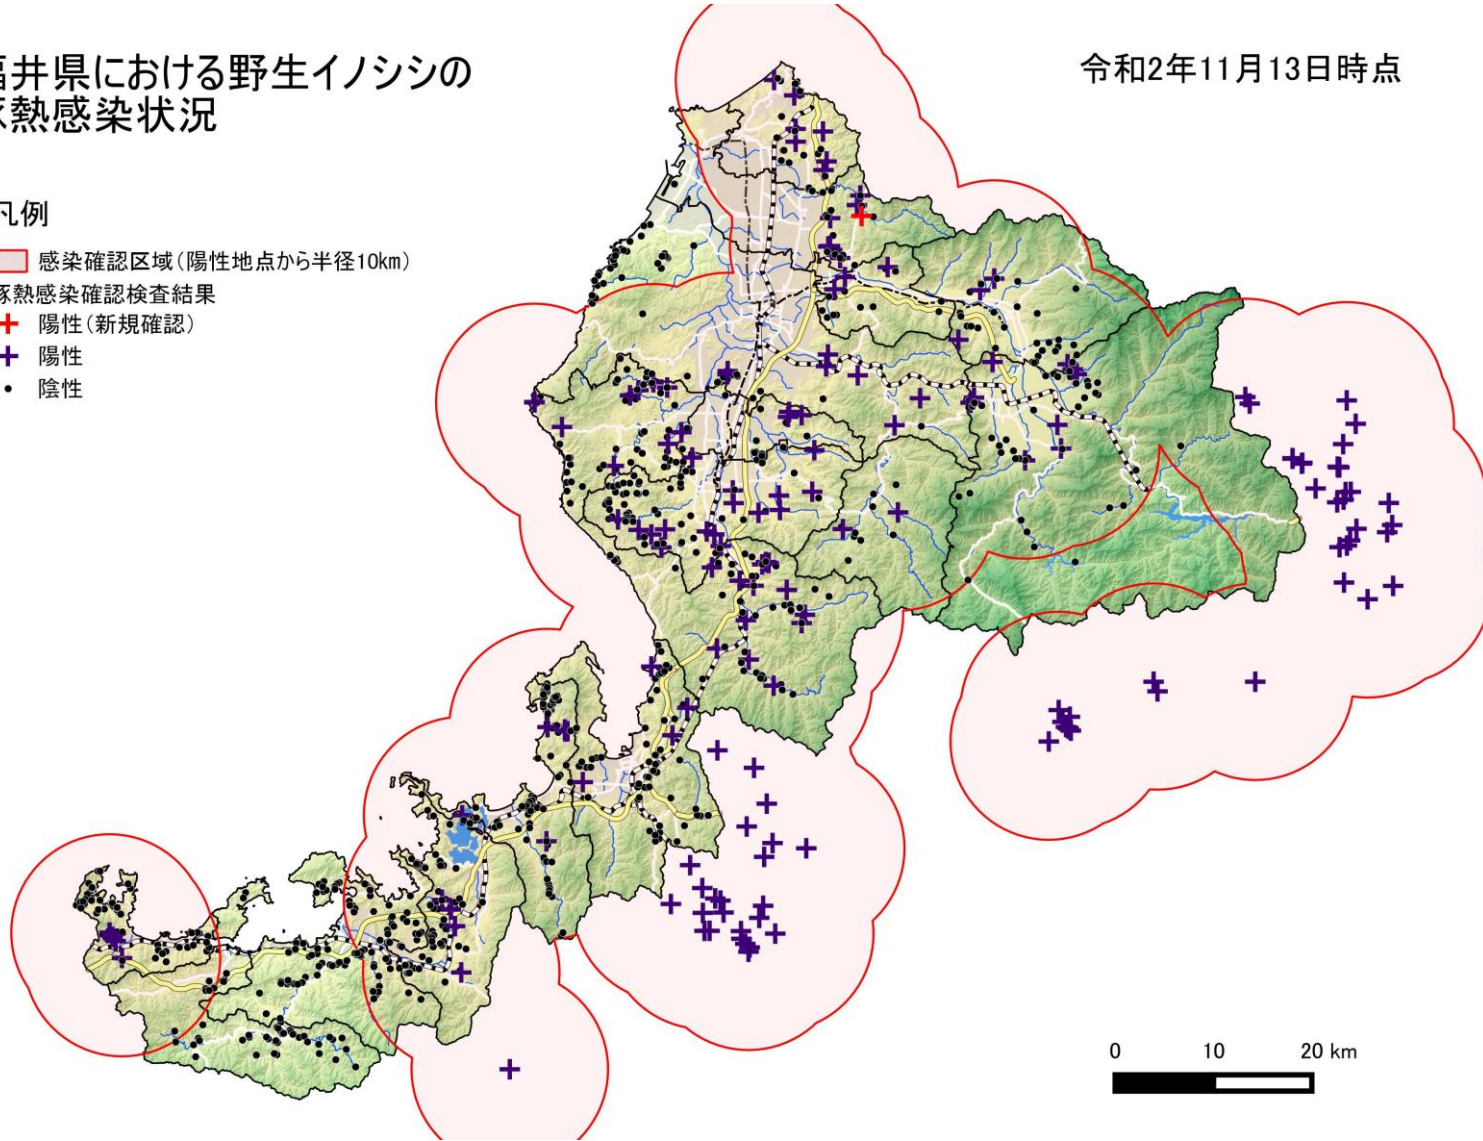 福井県における野生イノシシの
豚熱感染状況
令和2年11月13日時点
凡例
感染確認区域(陽性地点から半径10km)
豚熱感染確認検査結果
陽性(新規確認)
陽性
陰性
0 10 20 km